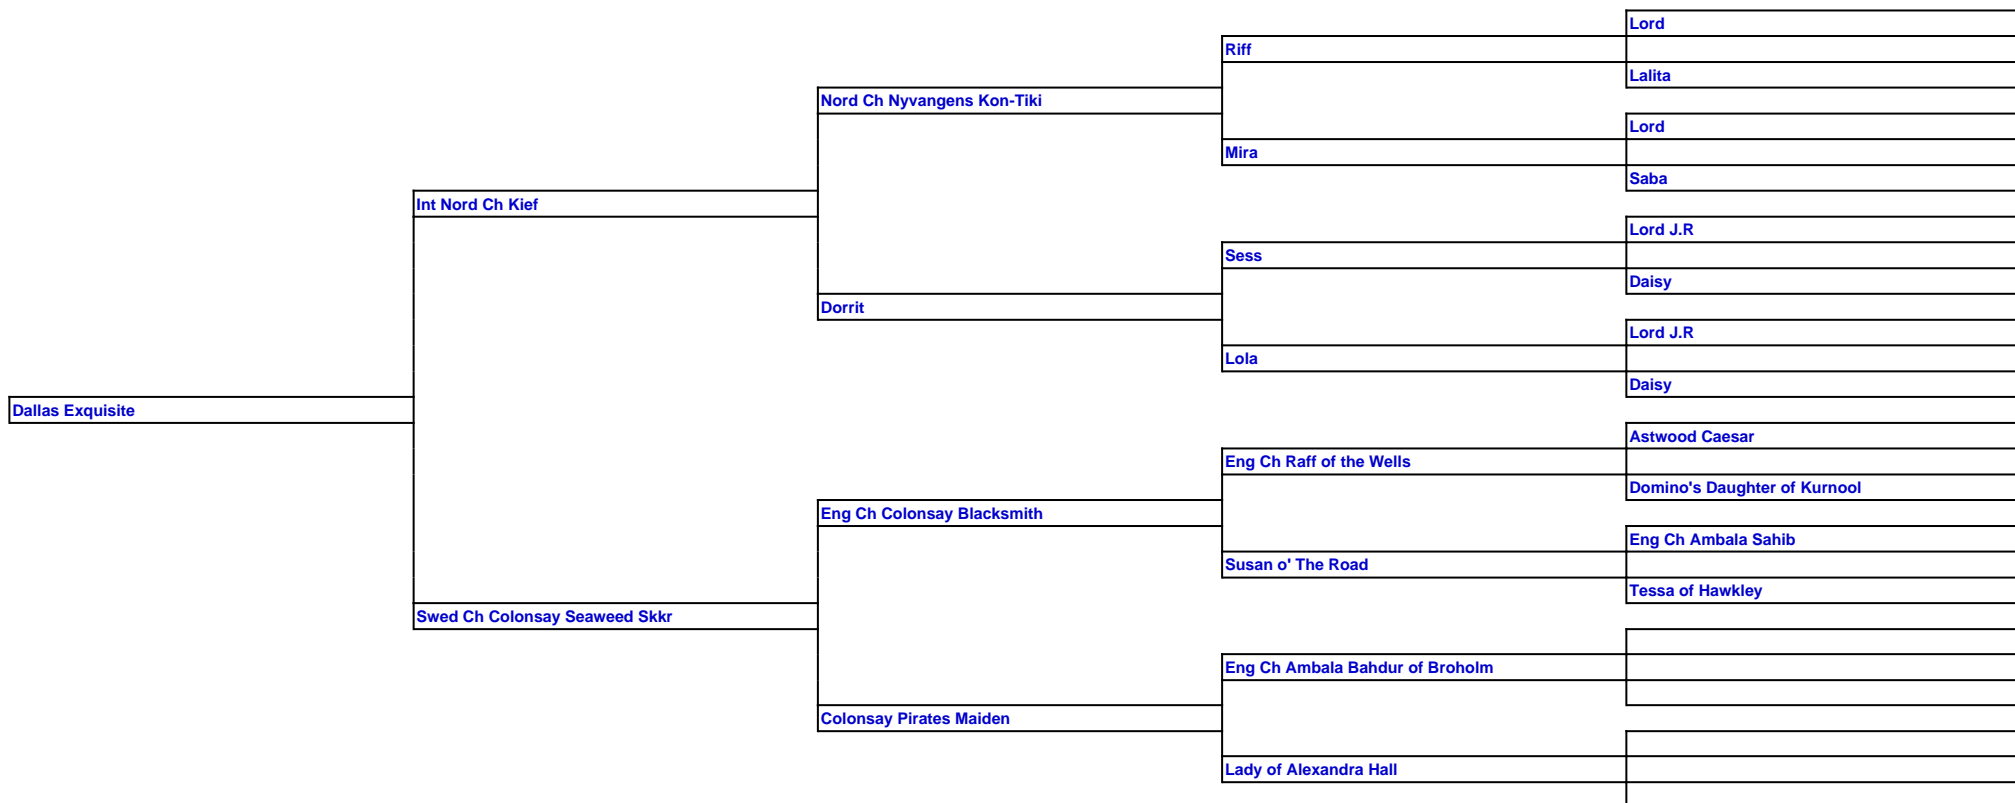 Lord
Riff
Lalita
Nord Ch Nyvangens Kon-Tiki
Lord
Mira
Saba
Int Nord Ch Kief
Lord J.R
Sess
Daisy
Dorrit
Lord J.R
Lola
Daisy
Dallas Exquisite
Astwood Caesar
Eng Ch Raff of the Wells
Domino's Daughter of Kurnool
Eng Ch Colonsay Blacksmith
Eng Ch Ambala Sahib
Susan o' The Road
Tessa of Hawkley
Swed Ch Colonsay Seaweed Skkr
Eng Ch Ambala Bahdur of Broholm
Colonsay Pirates Maiden
Lady of Alexandra Hall